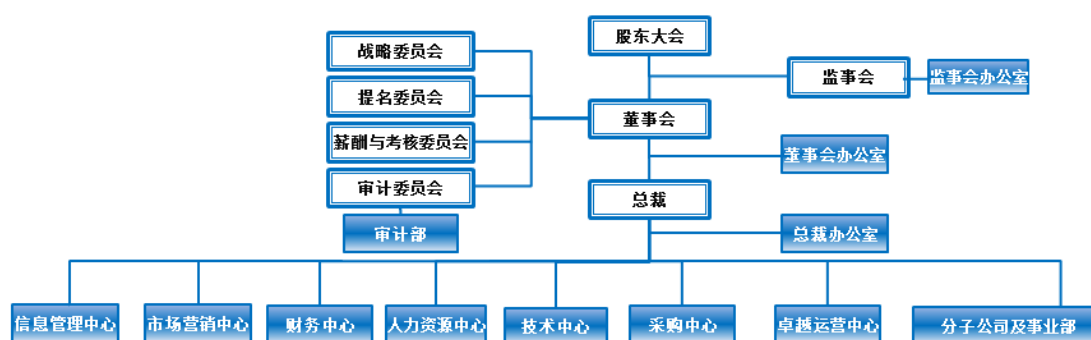 股东大会
战略委员会
监事会
监事会办公室
提名委员会
董事会
薪酬与考核委员会
董事会办公室
审计委员会
总裁
审计部
总裁办公室
信息管理中心
市场营销中心
财务中心
人力资源中心
技术中心
采购中心
卓越运营中心
分子公司及事业部